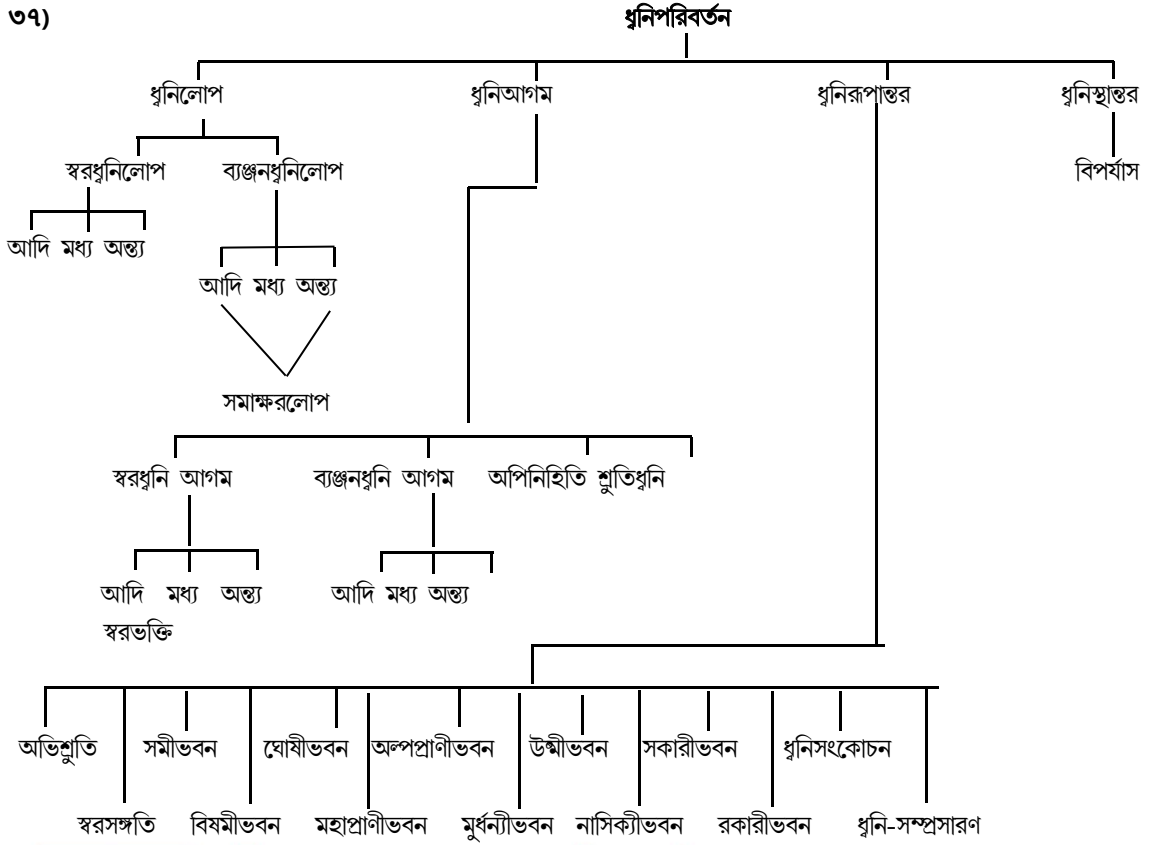 ৩৭) ধ্বনিপরিবর্তন
ধ্বনিলোপ ধ্বনিআগম ধ্বনিরূপান্তর ধ্বনিস্থান্তর
স্বরধ্বনিলোপ ব্যঞ্জনধ্বনিলোপ বিপর্যাস
আদি মধ্য অন্ত্য
আদি মধ্য অন্ত্য
সমাক্ষরলোপ
স্বরধ্বনি আগম ব্যঞ্জনধ্বনি আগম অপিনিহিতি শ্রুতিধ্বনি
আদি মধ্য অন্ত্য আদি মধ্য অন্ত্য
স্বরভক্তি
অভিশ্রুতি সমীভবন ঘোষীভবন অল্পপ্রাণীভবন উষ্মীভবন সকারীভবন ধ্বনিসংকোচন
স্বরসঙ্গতি বিষমীভবন মহাপ্রাণীভবন মুর্ধন্যীভবন নাসিক্যীভবন রকারীভবন ধ্বনি-সম্প্রসারণ